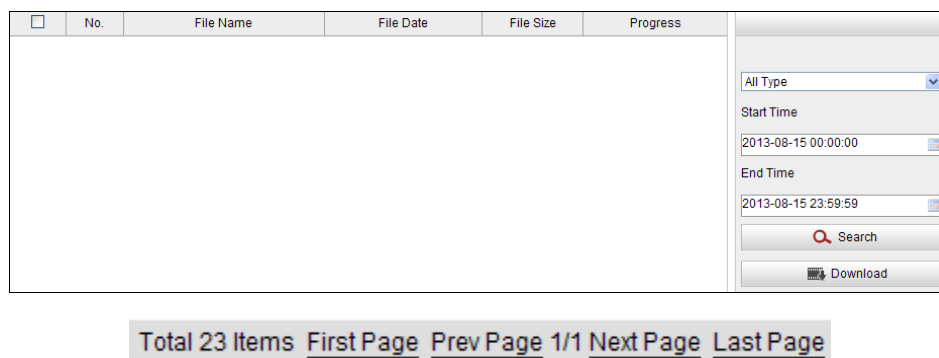 No. File Name File Date File Size Progress
All Type
Start Time
2013-08-15 00:00:00
End Time
2013-08-15 23:59:59
Search
Download
Total 23 Items First Page Prev Page 1/1 Next Page Last Page